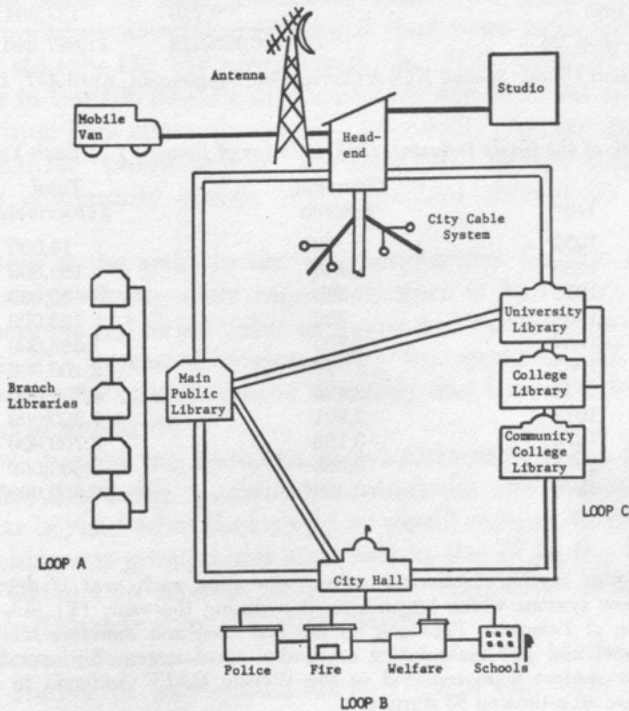 Antenna
Studio
Mobile
Van
Head-
end
City Cable
System
University
Library
Main
Public
Library
Branch
Libraries
College
Library
Community
College
Library
LOOP A
LOOP C
City Hall
Police
Fire
Welfare
Schools
LOOP B